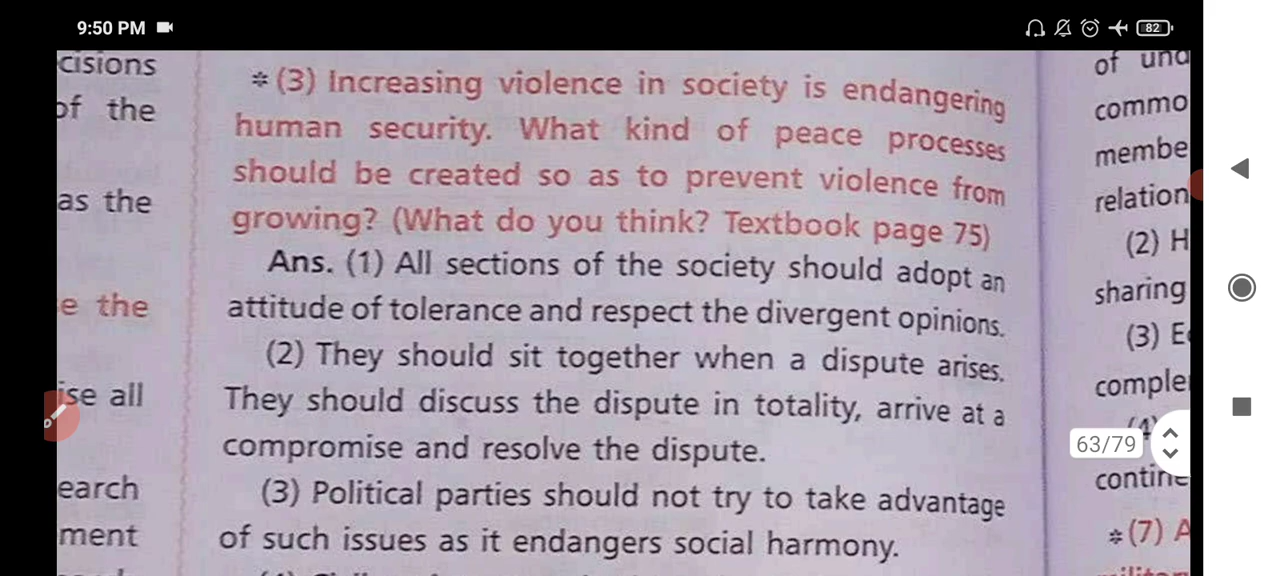 9:50 PM
82
cisions
of the
as the
e the
ise all
earch
ment
* (3) Increasing violence in society is endangering
human security. What kind of peace processes
should be created so as to prevent violence from
growing? (What do you think? Textbook page 75)
Ans. (1) All sections of the society should adopt an
attitude of tolerance and respect the divergent opinions.
(2) They should sit together when a dispute arises.
They should discuss the dispute in totality, arrive at a
compromise and resolve the dispute.
(3) Political parties should not try to take advantage
of such issues as it endangers social harmony.
of und
commo
membe
relation
(2) H
sharing
(3) E
comple
(4)
contine
* (7) A
63/79